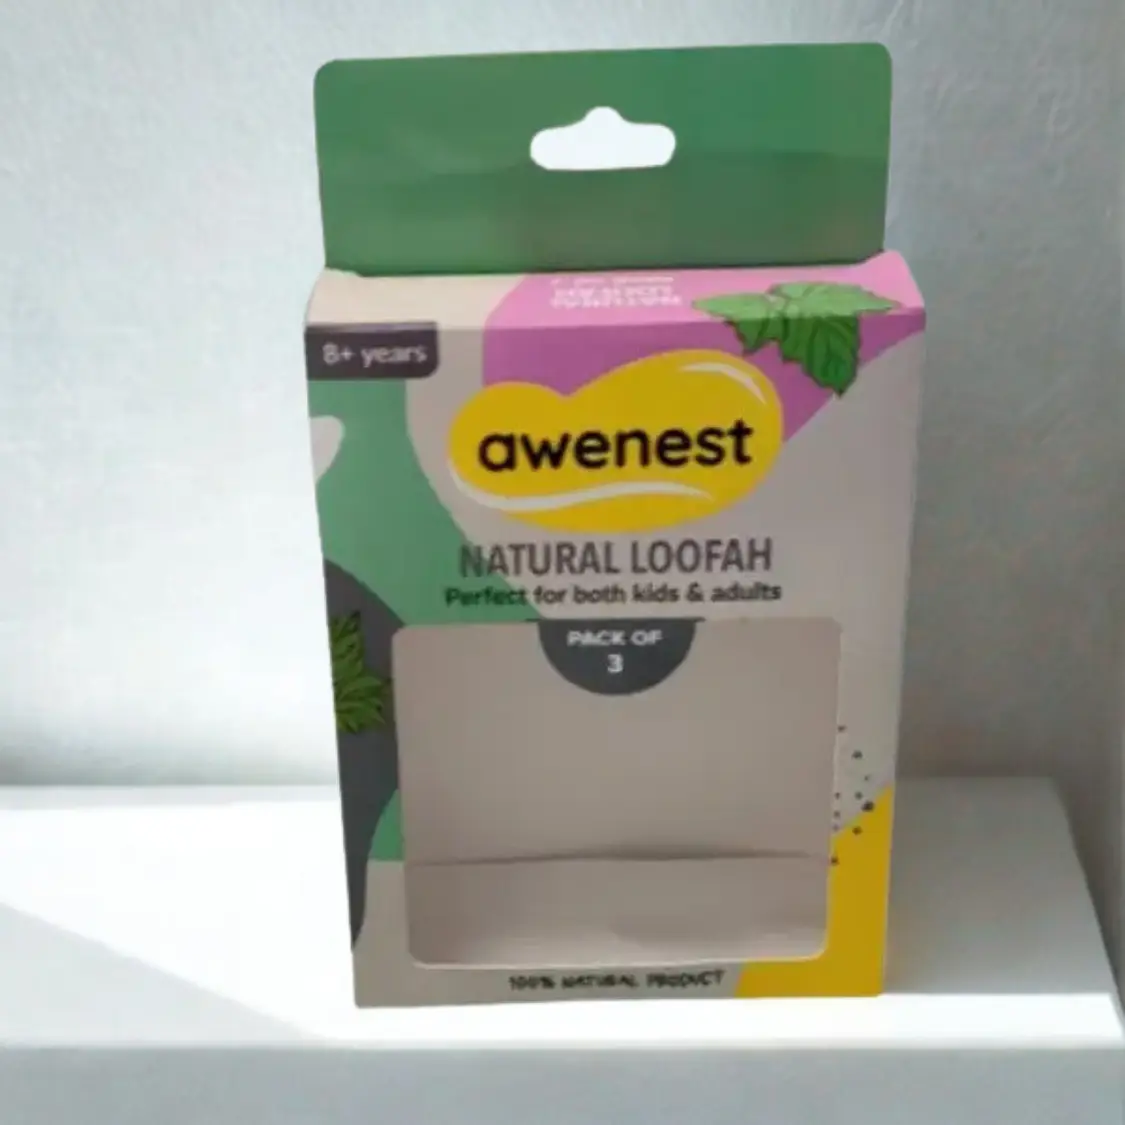 8+ years
awenest
NATURAL LOOFAH
Perfect for both kids & adults
PACK OF
3
100% NATURAL PRODUCT